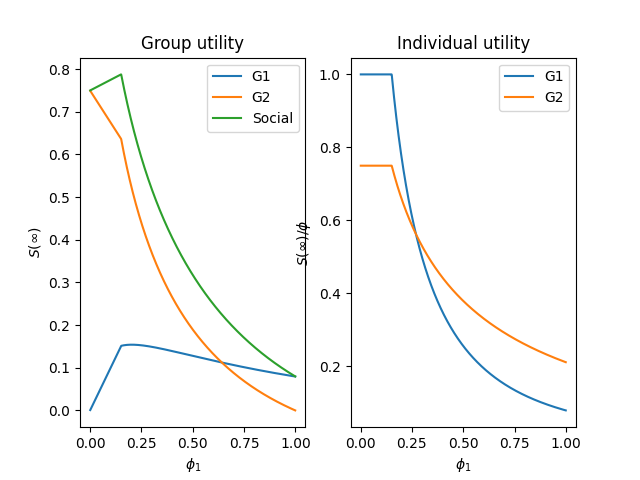 Group utility
S(∞)
0.8
0.7
0.6
0.5
0.4
0.3
0.2
0.1
0.0
G1
G2
Social
0.00 0.25 0.50 0.75 1.00
ϕ₁
Individual utility
S(∞)/ϕ
1.0
0.8
0.6
0.4
0.2
G1
G2
0.00 0.25 0.50 0.75 1.00
ϕ₁